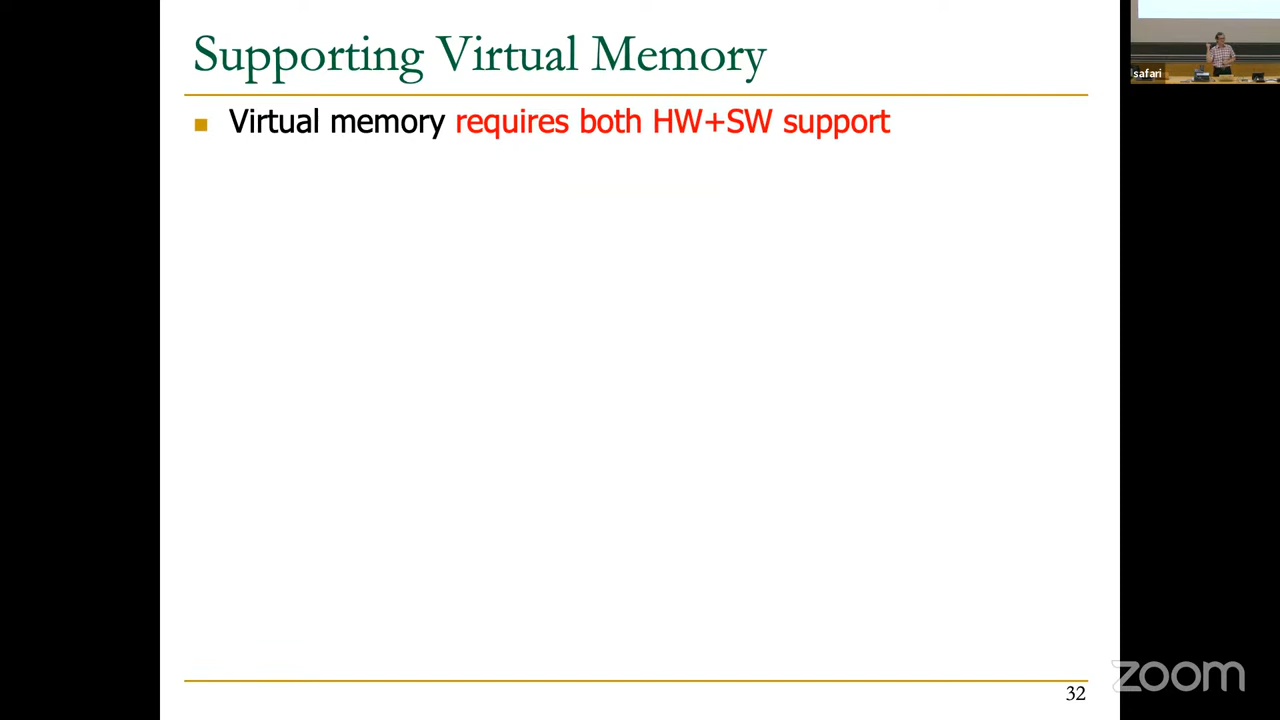 Supporting Virtual Memory
safari
■ Virtual memory requires both HW+SW support
32
zoom